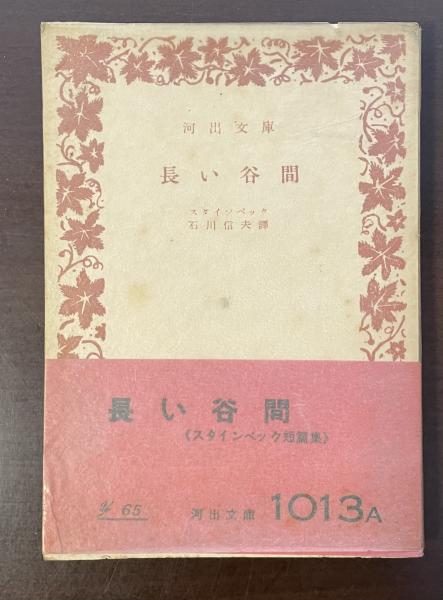 河出文庫
長い谷間
スタインベック
石川信夫譯
長い谷間
《スタインベック短篇集》
65
河出文庫
1013A